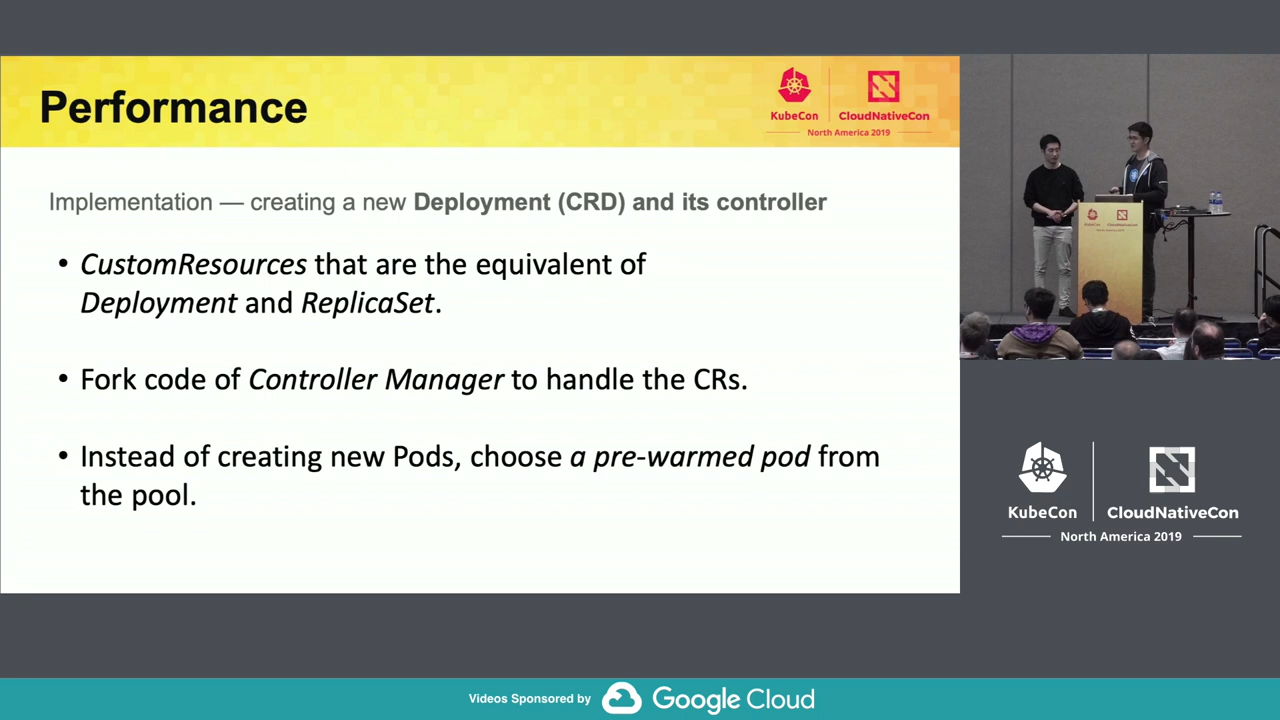 Performance
KubeCon
CloudNativeCon
North America 2019
Implementation — creating a new Deployment (CRD) and its controller
• CustomResources that are the equivalent of
Deployment and ReplicaSet.
• Fork code of Controller Manager to handle the CRs.
• Instead of creating new Pods, choose a pre-warmed pod from
the pool.
KubeCon
CloudNativeCon
North America 2019
Videos Sponsored by Google Cloud